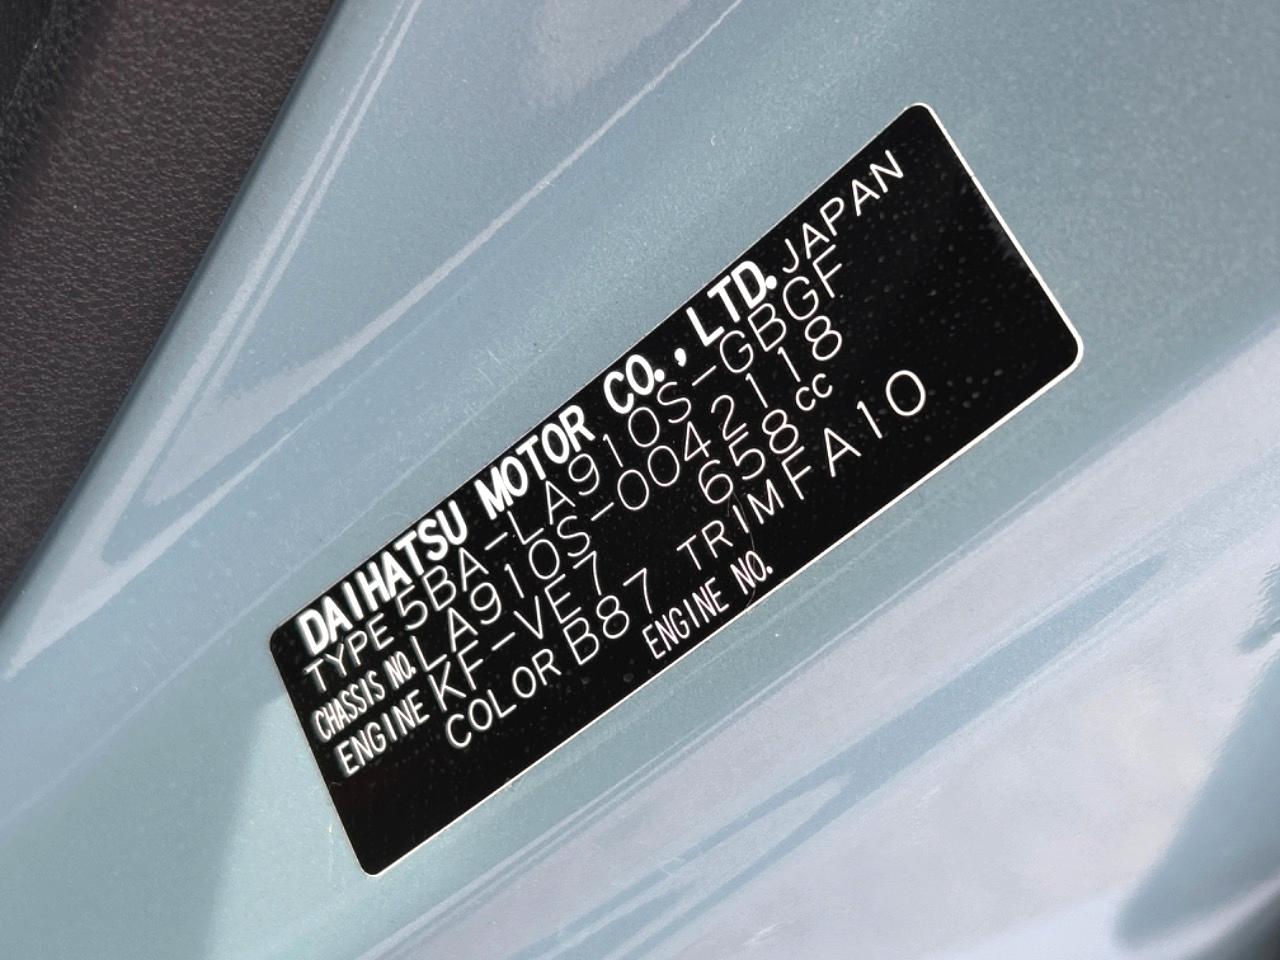 DAIHATSU MOTOR CO., LTD. JAPAN
TYPE 5BA-LA910S-GBGF
CHASSIS NO. LA910S-0042118
ENGINE KF-VE7 658cc
COLOR B87 TRIM FA10
ENGINE NO.